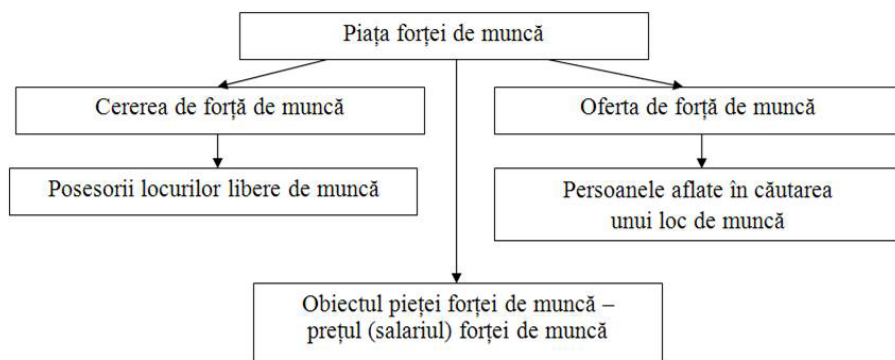 Piața forței de muncă
Cererea de forță de muncă
Oferta de forță de muncă
Posesorii locurilor libere de muncă
Persoanele aflate în căutarea
unui loc de muncă
Obiectul pieței forței de muncă –
prețul (salariul) forței de muncă